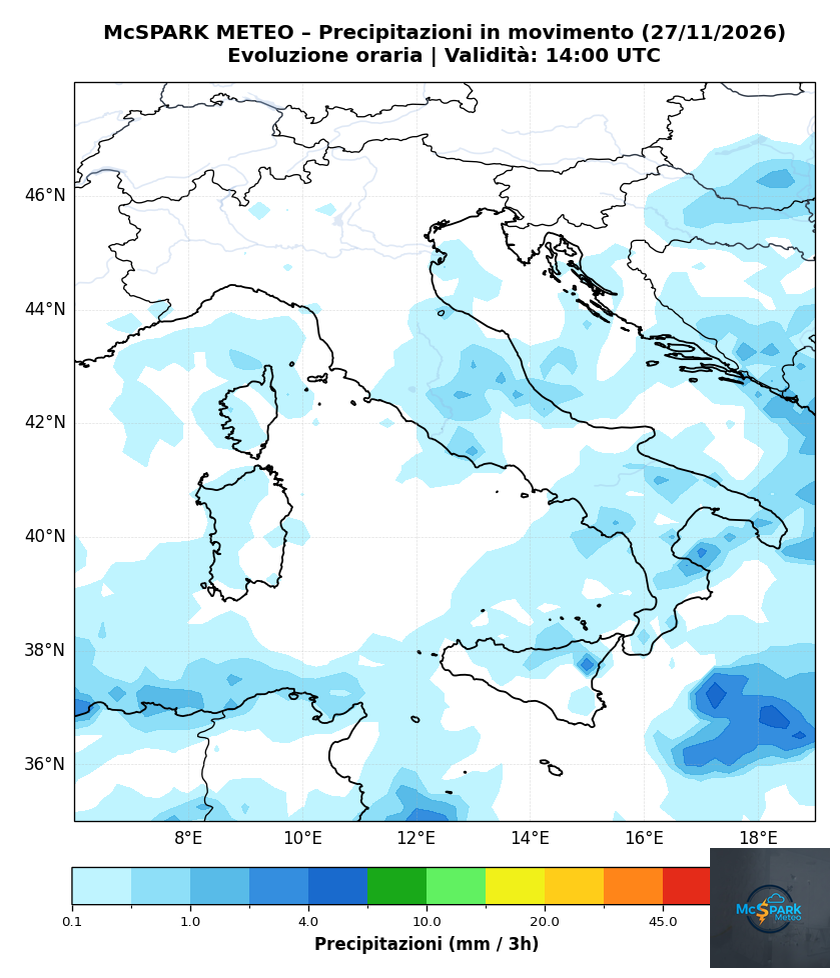 McSPARK METEO – Precipitazioni in movimento (27/11/2026)
Evoluzione oraria | Validità: 14:00 UTC
46°N
44°N
42°N
40°N
38°N
36°N
8°E 10°E 12°E 14°E 16°E 18°E
0.1 1.0 4.0 10.0 20.0 45.0
Precipitazioni (mm / 3h)
McSPARK
Meteo